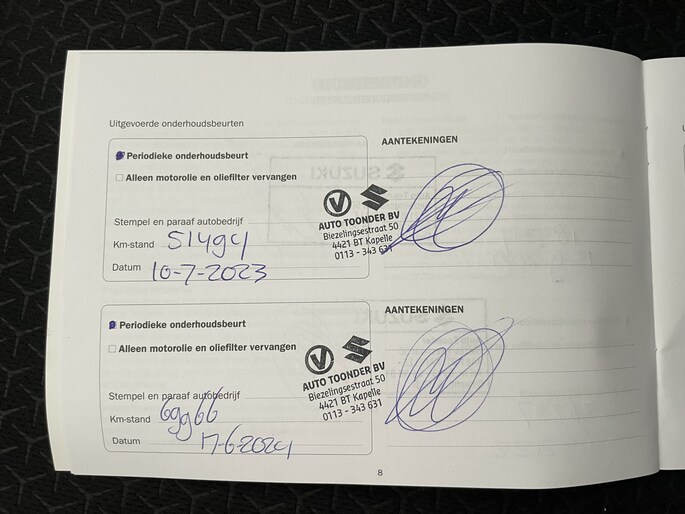 Uitgevoerde onderhoudsbeurten
Periodieke onderhoudsbeurt
Alleen motorolie en oliefilter vervangen
Stempel en paraaf autobedrijf
Km-stand 51494
Datum 10-7-2023
AANTEKENINGEN
AUTO TOONDER BV
Biezelingsestraat 50
4421 BT Kapelle
0113 - 343 631
Periodieke onderhoudsbeurt
Alleen motorolie en oliefilter vervangen
Stempel en paraaf autobedrijf
Km-stand 69966
Datum 17-6-2024
AANTEKENINGEN
AUTO TOONDER BV
Biezelingsestraat 50
4421 BT Kapelle
0113 - 343 631
8